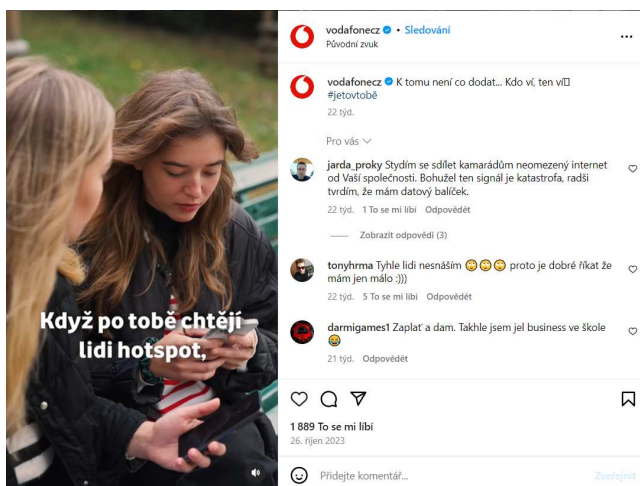 vodafonecz • Sledování
Původní zvuk
vodafonecz K tomu není co dodat... Kdo ví, ten ví
#jetovtobě
22 týd.
Pro vás
jarda_proky Stydím se sdílet kamarádům neomezený internet
od Vaší společnosti. Bohužel ten signál je katastrofa, radši
tvrdím, že mám datový balíček.
22 týd. 1 To se mi líbí Odpovědět
Zobrazit odpovědi (3)
tonyhrma Tyhle lidi nesnáším 🙄🙄🙄 proto je dobré říkat že
mám jen málo :)))
22 týd. 5 To se mi líbí Odpovědět
darmigames1 Zaplať a dam. Takhle jsem jel business ve škole
😂
21 týd. Odpovědět
1 889 To se mi líbí
26. říjen 2023
Přidejte komentář...
Zveřejnit
Když po tobě chtějí
lidi hotspot,